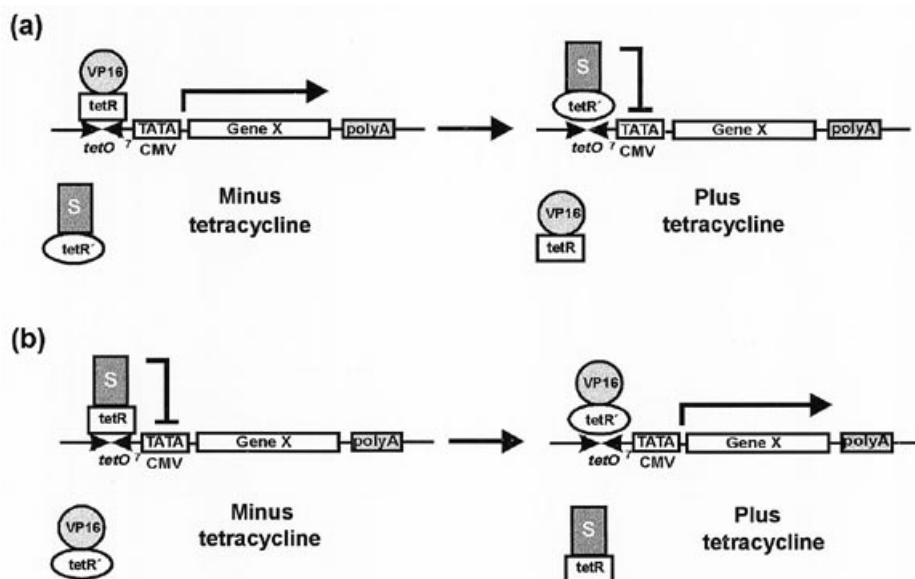 (a)
VP16
tetR
TATA
Gene X
polyA
tetO 7
CMV
S
tetR´
Minus
tetracycline
S
tetR´
TATA
Gene X
polyA
tetO 7
CMV
VP16
tetR
Plus
tetracycline
(b)
S
tetR
TATA
Gene X
polyA
tetO 7
CMV
VP16
tetR´
Minus
tetracycline
VP16
tetR´
TATA
Gene X
polyA
tetO 7
CMV
S
tetR
Plus
tetracycline